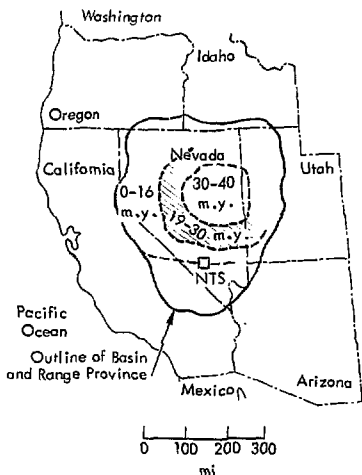 Washington
Idaho
Oregon
California
Nevada
Utah
0-16
m.y.
30-40
m.y.
19-30 m.y.
NTS
Pacific
Ocean
Outline of Basin
and Range Province
Mexico
Arizona
0 100 200 300
mi